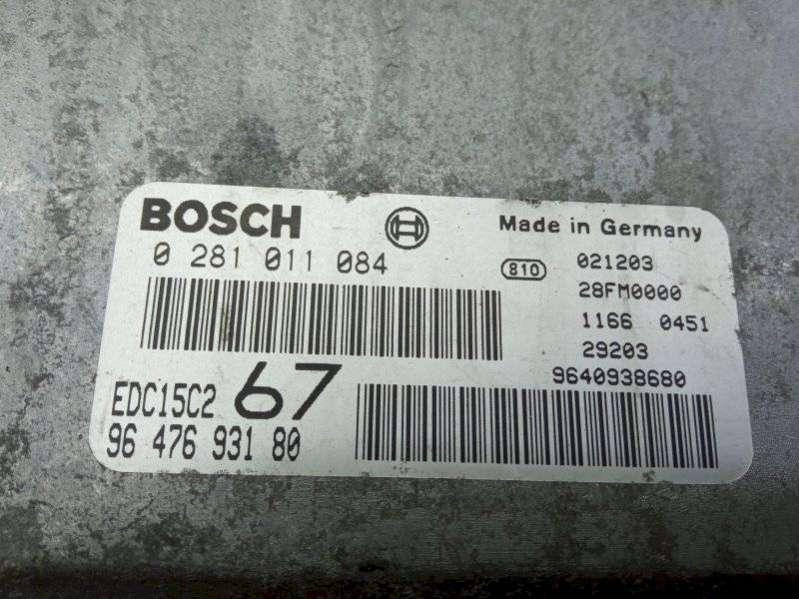 BOSCH Made in Germany
0 281 011 084 810 021203
28FM0000
1166 0451
29203
9640938680
EDC15C2 67
96 476 931 80